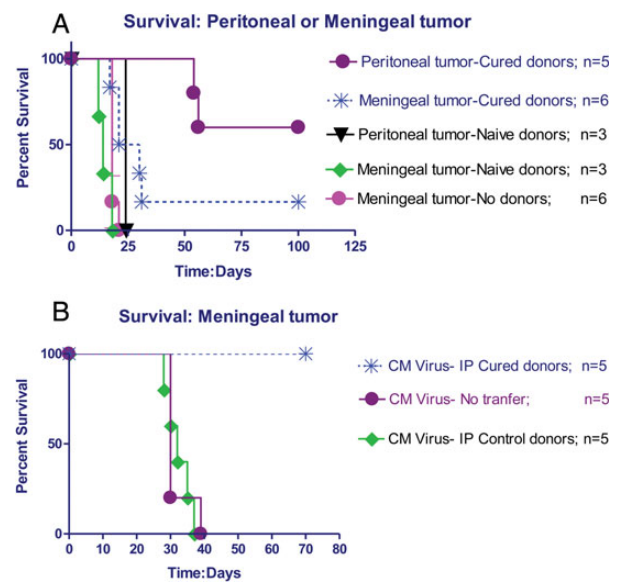 A
Survival: Peritoneal or Meningeal tumor
Percent Survival
100
50
0
0 25 50 75 100 125
Time:Days
Peritoneal tumor-Cured donors; n=5
Meningeal tumor-Cured donors; n=6
Peritoneal tumor-Naive donors; n=3
Meningeal tumor-Naive donors; n=3
Meningeal tumor-No donors; n=6
B
Survival: Meningeal tumor
Percent Survival
100
50
0
0 10 20 30 40 50 60 70 80
Time:Days
CM Virus- IP Cured donors; n=5
CM Virus- No tranfer; n=5
CM Virus- IP Control donors; n=5